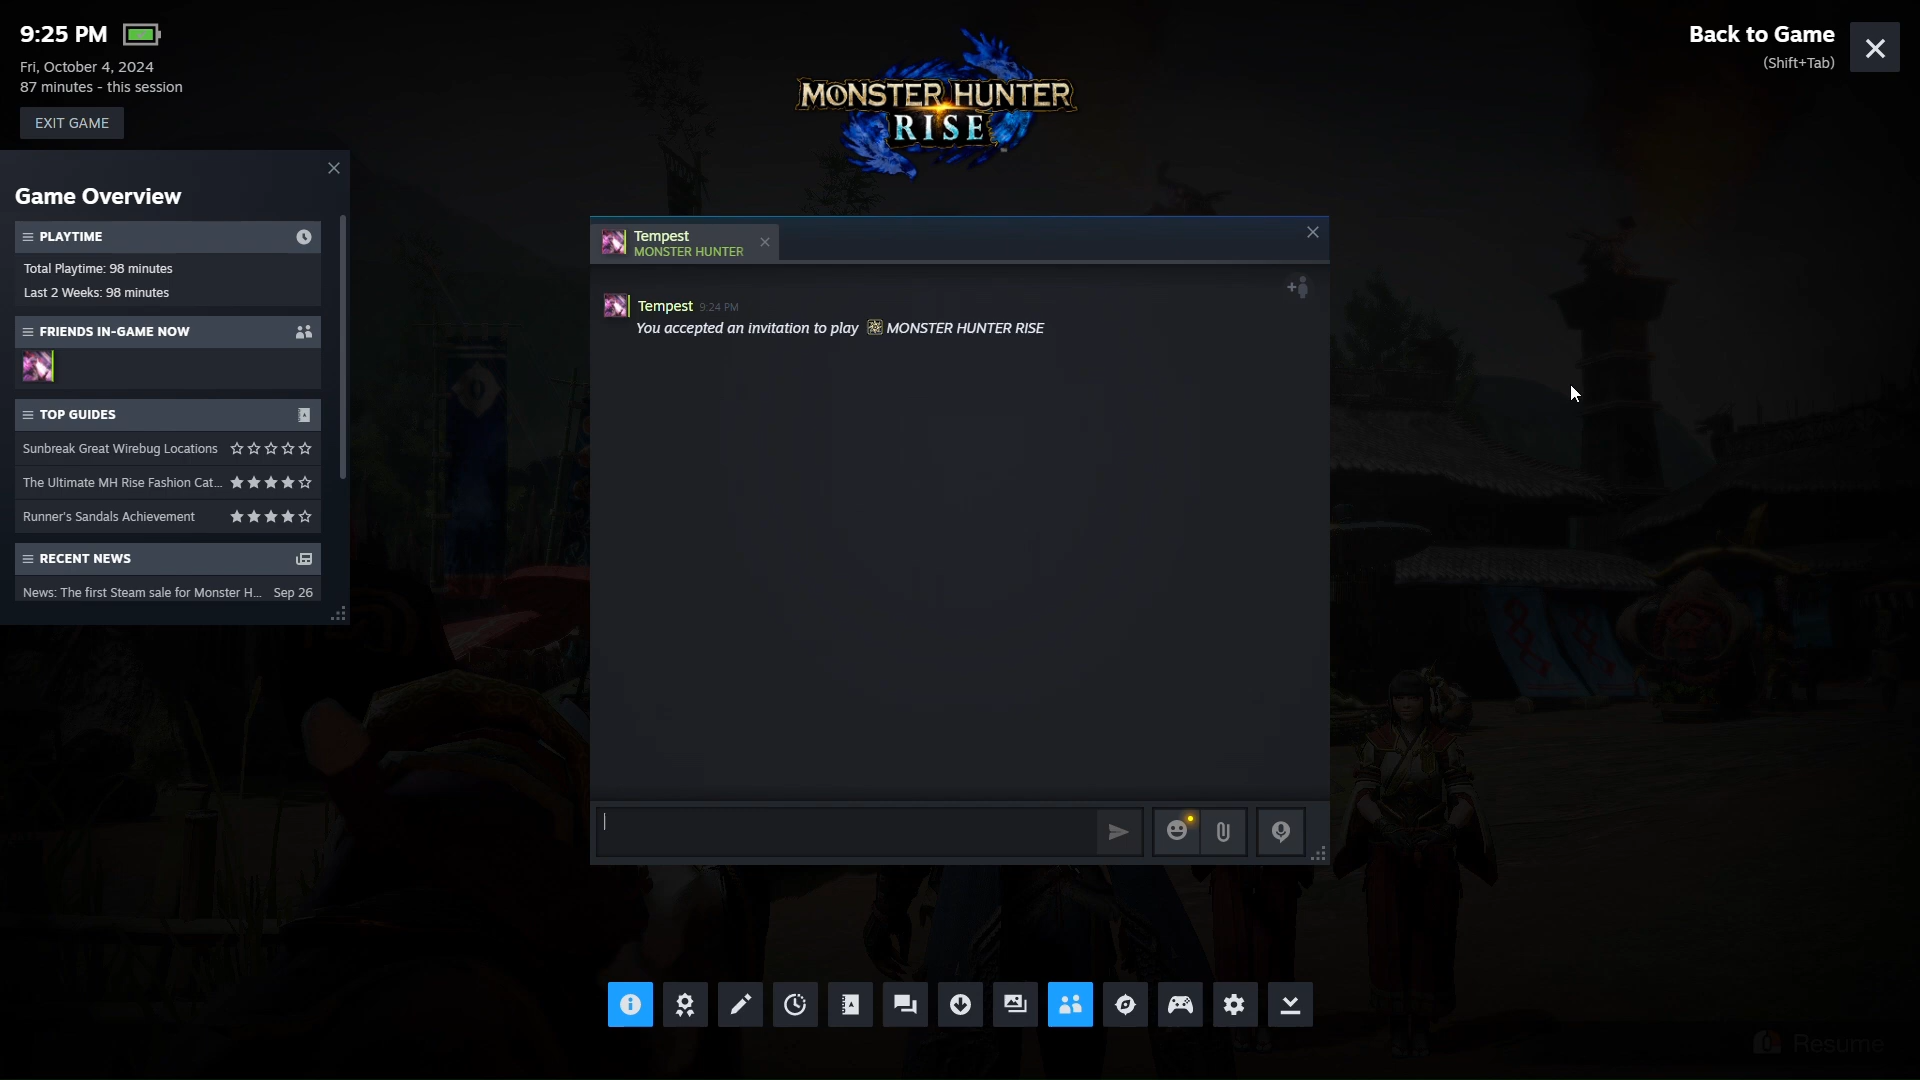 9:25 PM
Fri, October 4, 2024
87 minutes - this session
EXIT GAME
MONSTER HUNTER
RISE
Back to Game
(Shift+Tab)
Game Overview
PLAYTIME
Total Playtime: 98 minutes
Last 2 Weeks: 98 minutes
FRIENDS IN-GAME NOW
TOP GUIDES
Sunbreak Great Wirebug Locations
The Ultimate MH Rise Fashion Cat...
Runner's Sandals Achievement
RECENT NEWS
News: The first Steam sale for Monster H... Sep 26
Tempest
MONSTER HUNTER
Tempest 9:24 PM
You accepted an invitation to play MONSTER HUNTER RISE
Resume